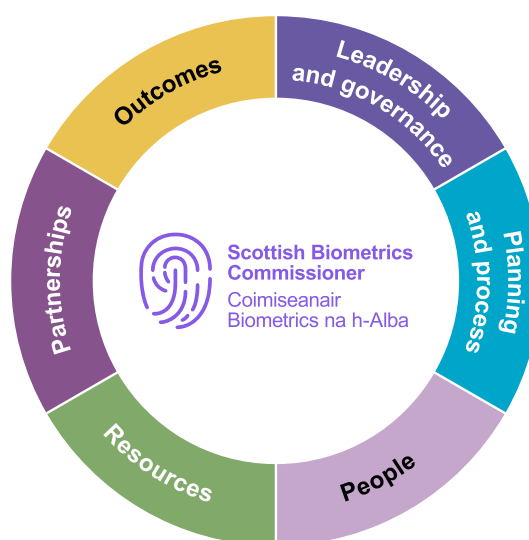 Leadership
and governance
Planning
and process
People
Resources
Partnerships
Outcomes
Scottish Biometrics
Commissioner
Coimiseanair
Biometrics na h-Alba